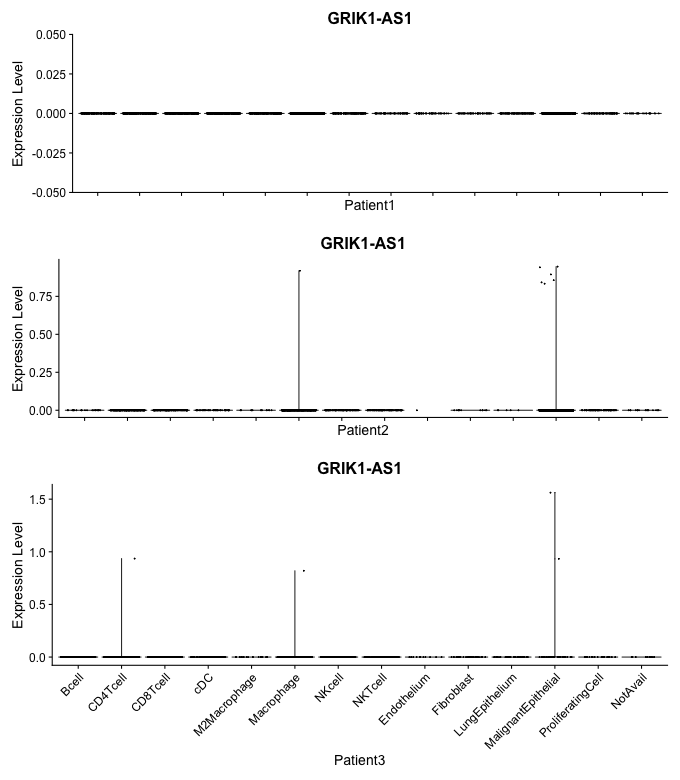 GRIK1-AS1
Expression Level
0.050
0.025
0.000
-0.025
-0.050
Patient1
GRIK1-AS1
Expression Level
0.75
0.50
0.25
0.00
Patient2
GRIK1-AS1
Expression Level
1.5
1.0
0.5
0.0
Bcell
CD4Tcell
CD8Tcell
cDC
M2Macrophage
Macrophage
NKcell
NKTcell
Endothelium
Fibroblast
LungEpithelium
MalignantEpithelial
ProliferatingCell
NotAvail
Patient3